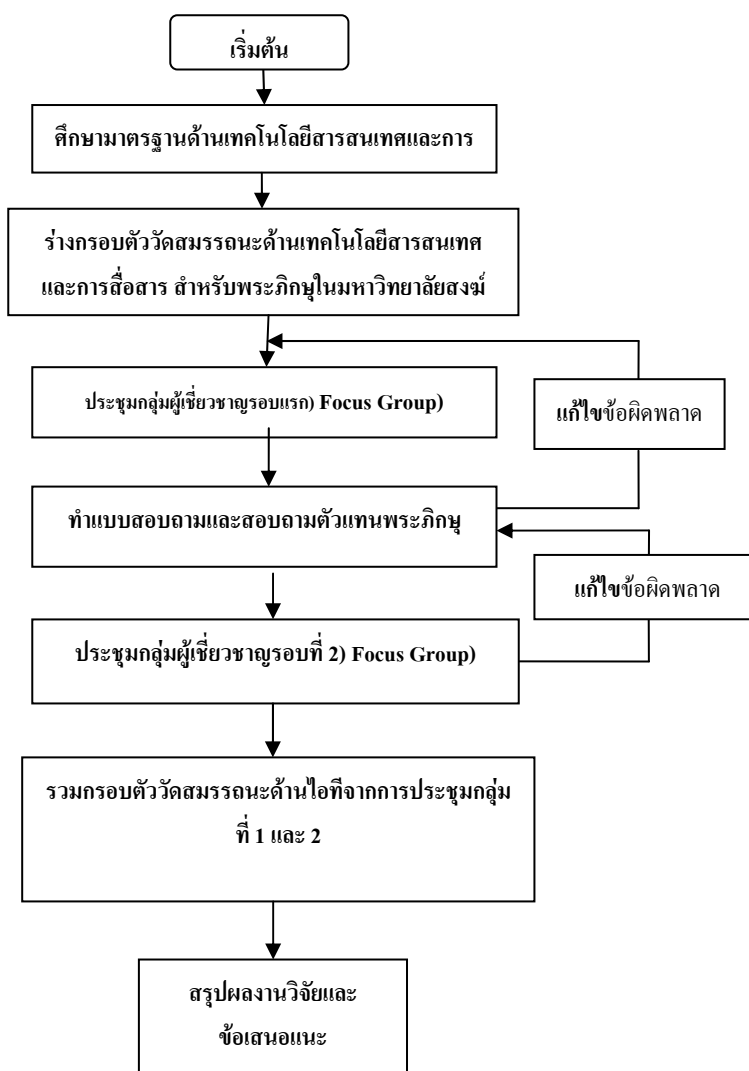 เริ่มต้น
ศึกษามาตรฐานด้านเทคโนโลยีสารสนเทศและการ
ร่างกรอบตัววัดสมรรถนะด้านเทคโนโลยีสารสนเทศ
และการสื่อสาร สำหรับพระภิกษุในมหาวิทยาลัยสงฆ์
ประชุมกลุ่มผู้เชี่ยวชาญรอบแรก) Focus Group)
แก้ไขข้อผิดพลาด
ทำแบบสอบถามและสอบถามตัวแทนพระภิกษุ
แก้ไขข้อผิดพลาด
ประชุมกลุ่มผู้เชี่ยวชาญรอบที่ 2) Focus Group)
รวมกรอบตัววัดสมรรถนะด้านไอทีจากการประชุมกลุ่ม
ที่ 1 และ 2
สรุปผลงานวิจัยและ
ข้อเสนอแนะ